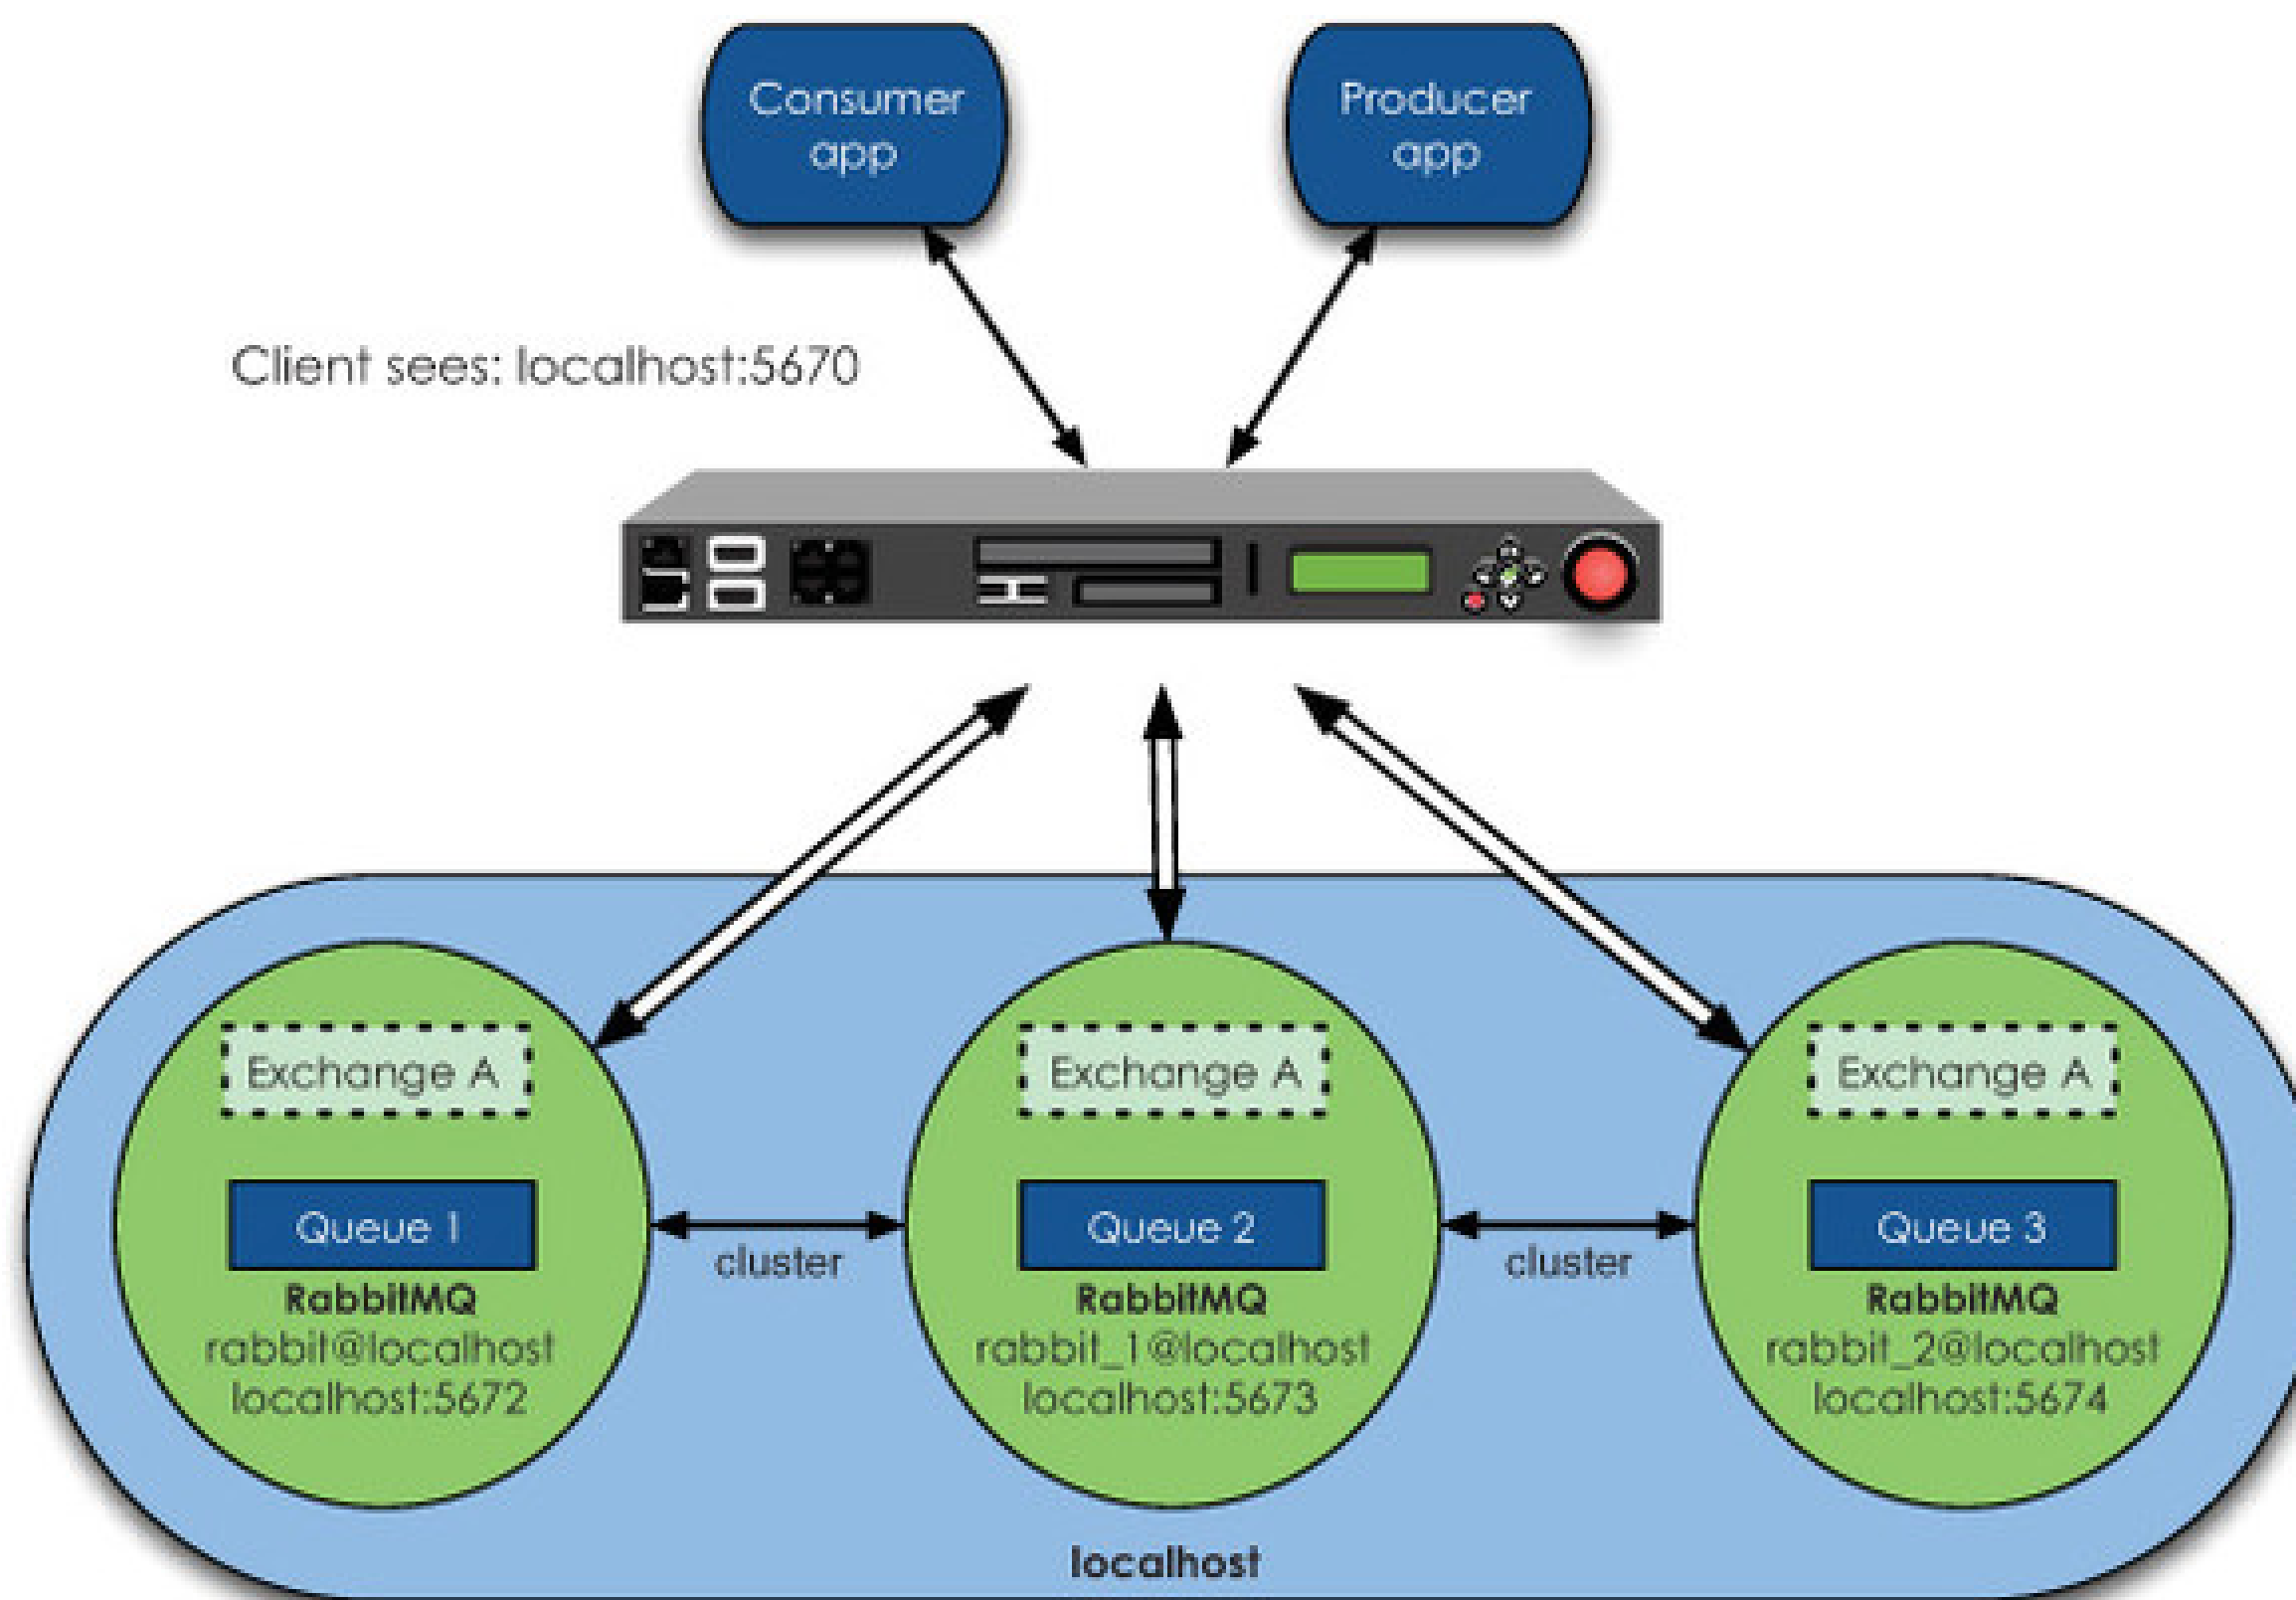 Consumer
app
Producer
app
Client sees: localhost:5670
Exchange A
Queue 1
RabbitMQ
rabbit@localhost
localhost:5672
cluster
Exchange A
Queue 2
RabbitMQ
rabbit_1@localhost
localhost:5673
cluster
Exchange A
Queue 3
RabbitMQ
rabbit_2@localhost
localhost:5674
localhost